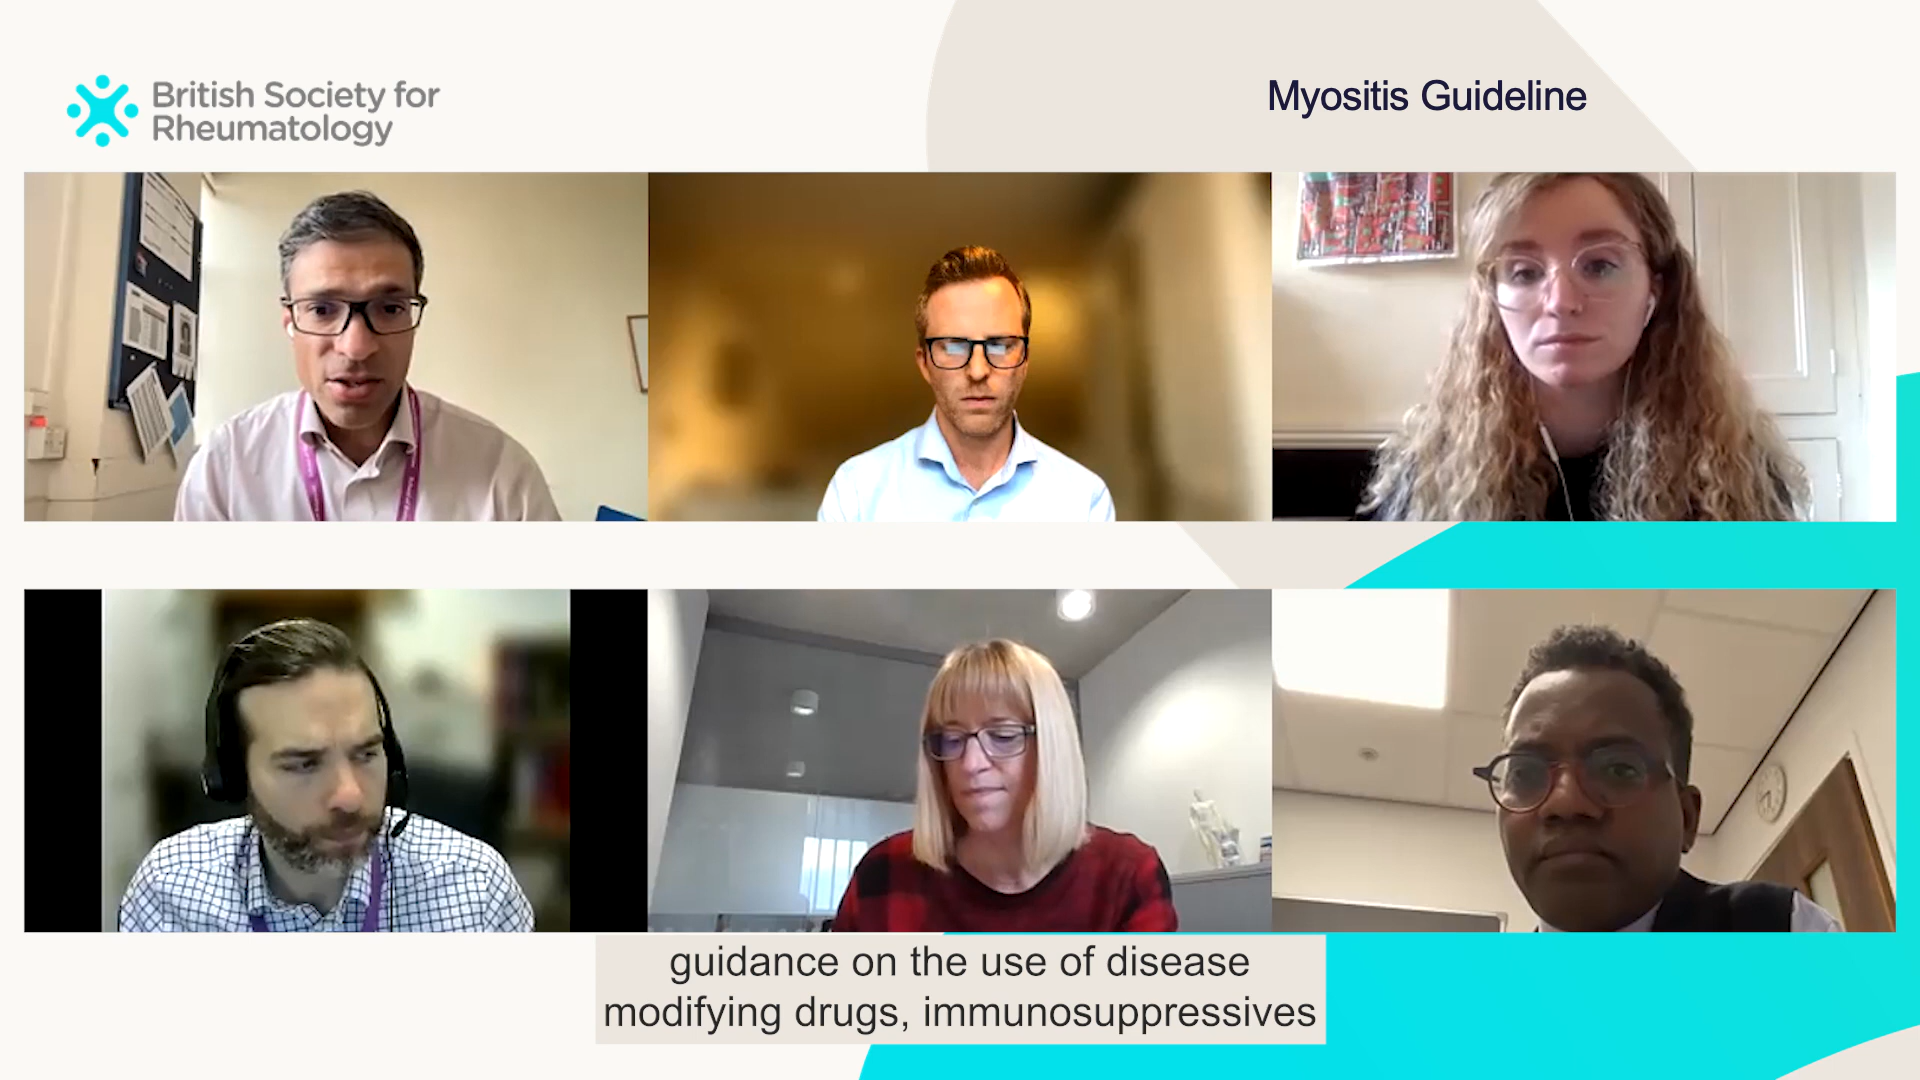 British Society for
Rheumatology
Myositis Guideline
guidance on the use of disease
modifying drugs, immunosuppressives